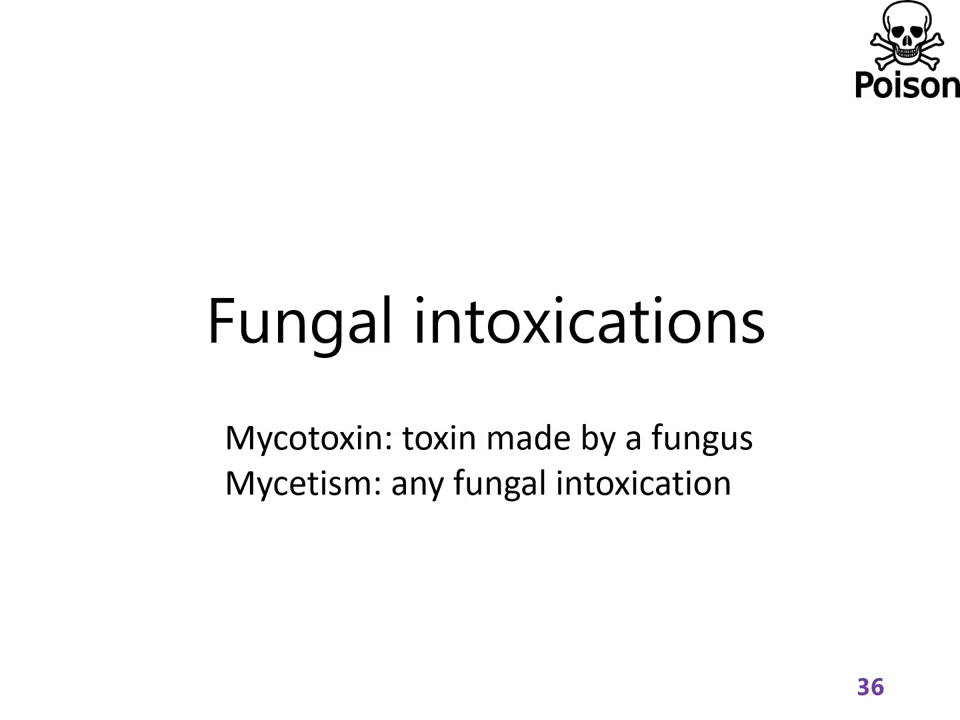 Poison
Fungal intoxications
Mycotoxin: toxin made by a fungus
Mycetism: any fungal intoxication
36